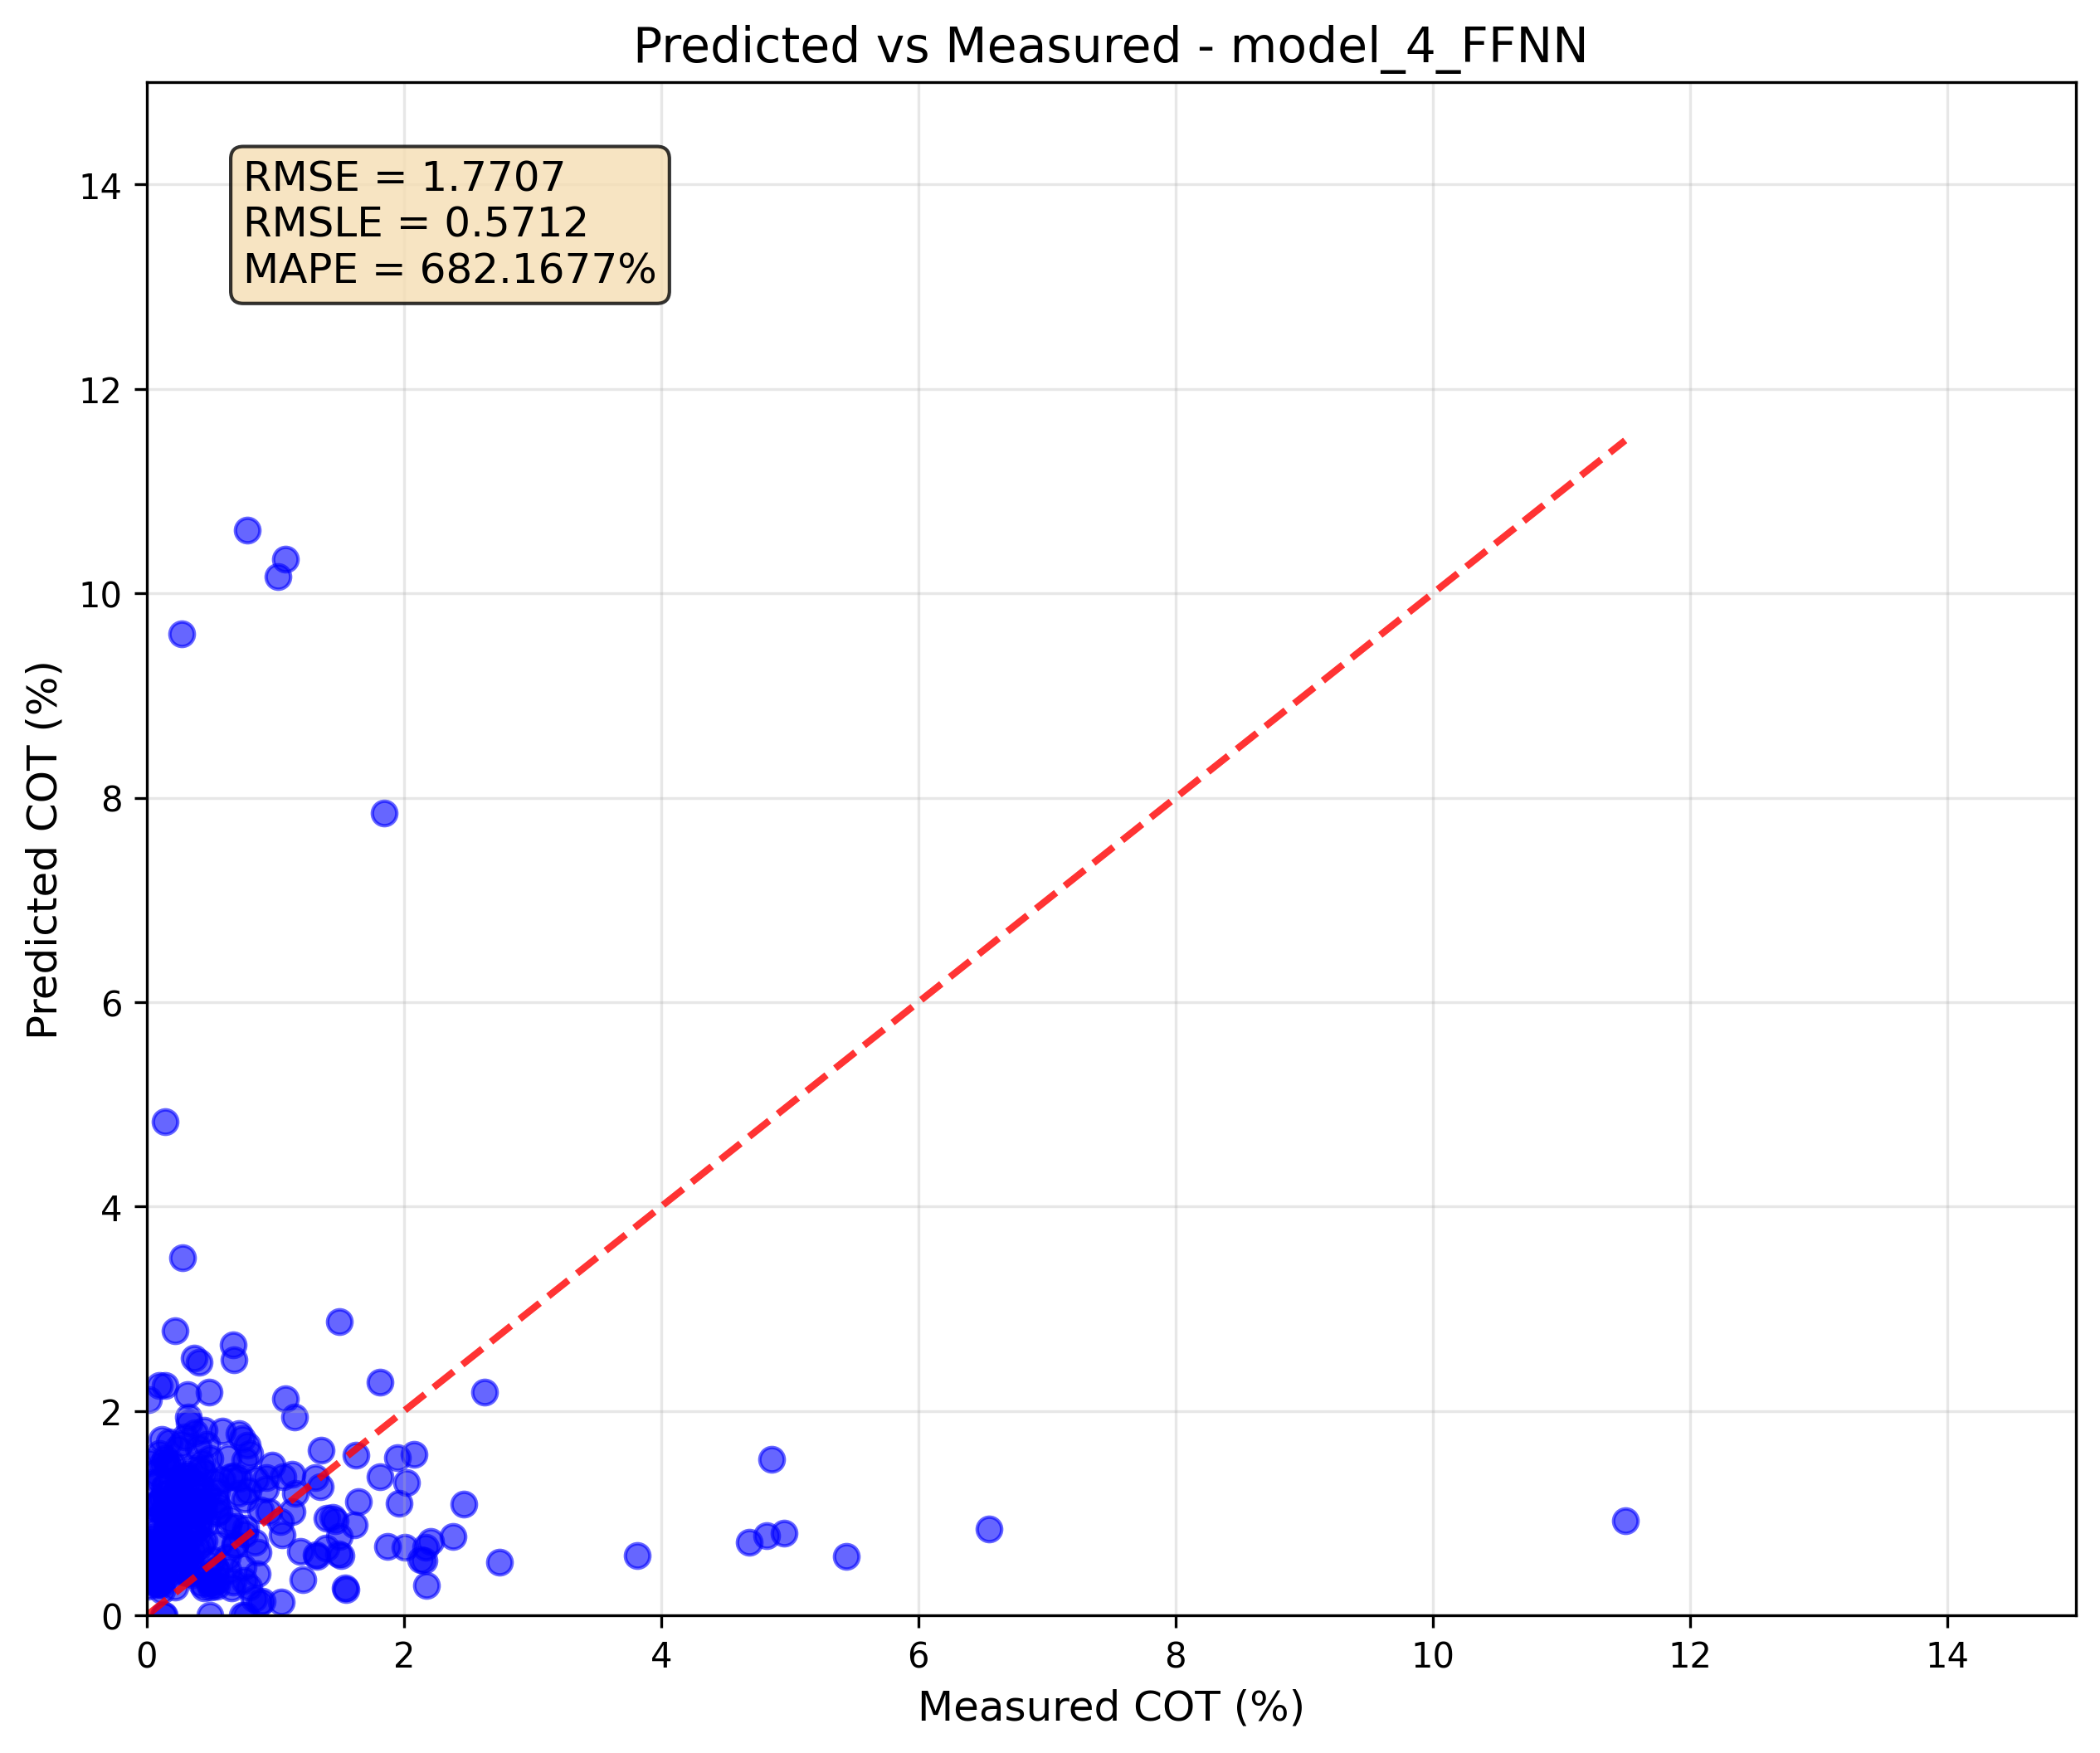 Predicted vs Measured - model_4_FFNN
RMSE = 1.7707
RMSLE = 0.5712
MAPE = 682.1677%
Predicted COT (%)
14
12
10
8
6
4
2
0
0 2 4 6 8 10 12 14
Measured COT (%)